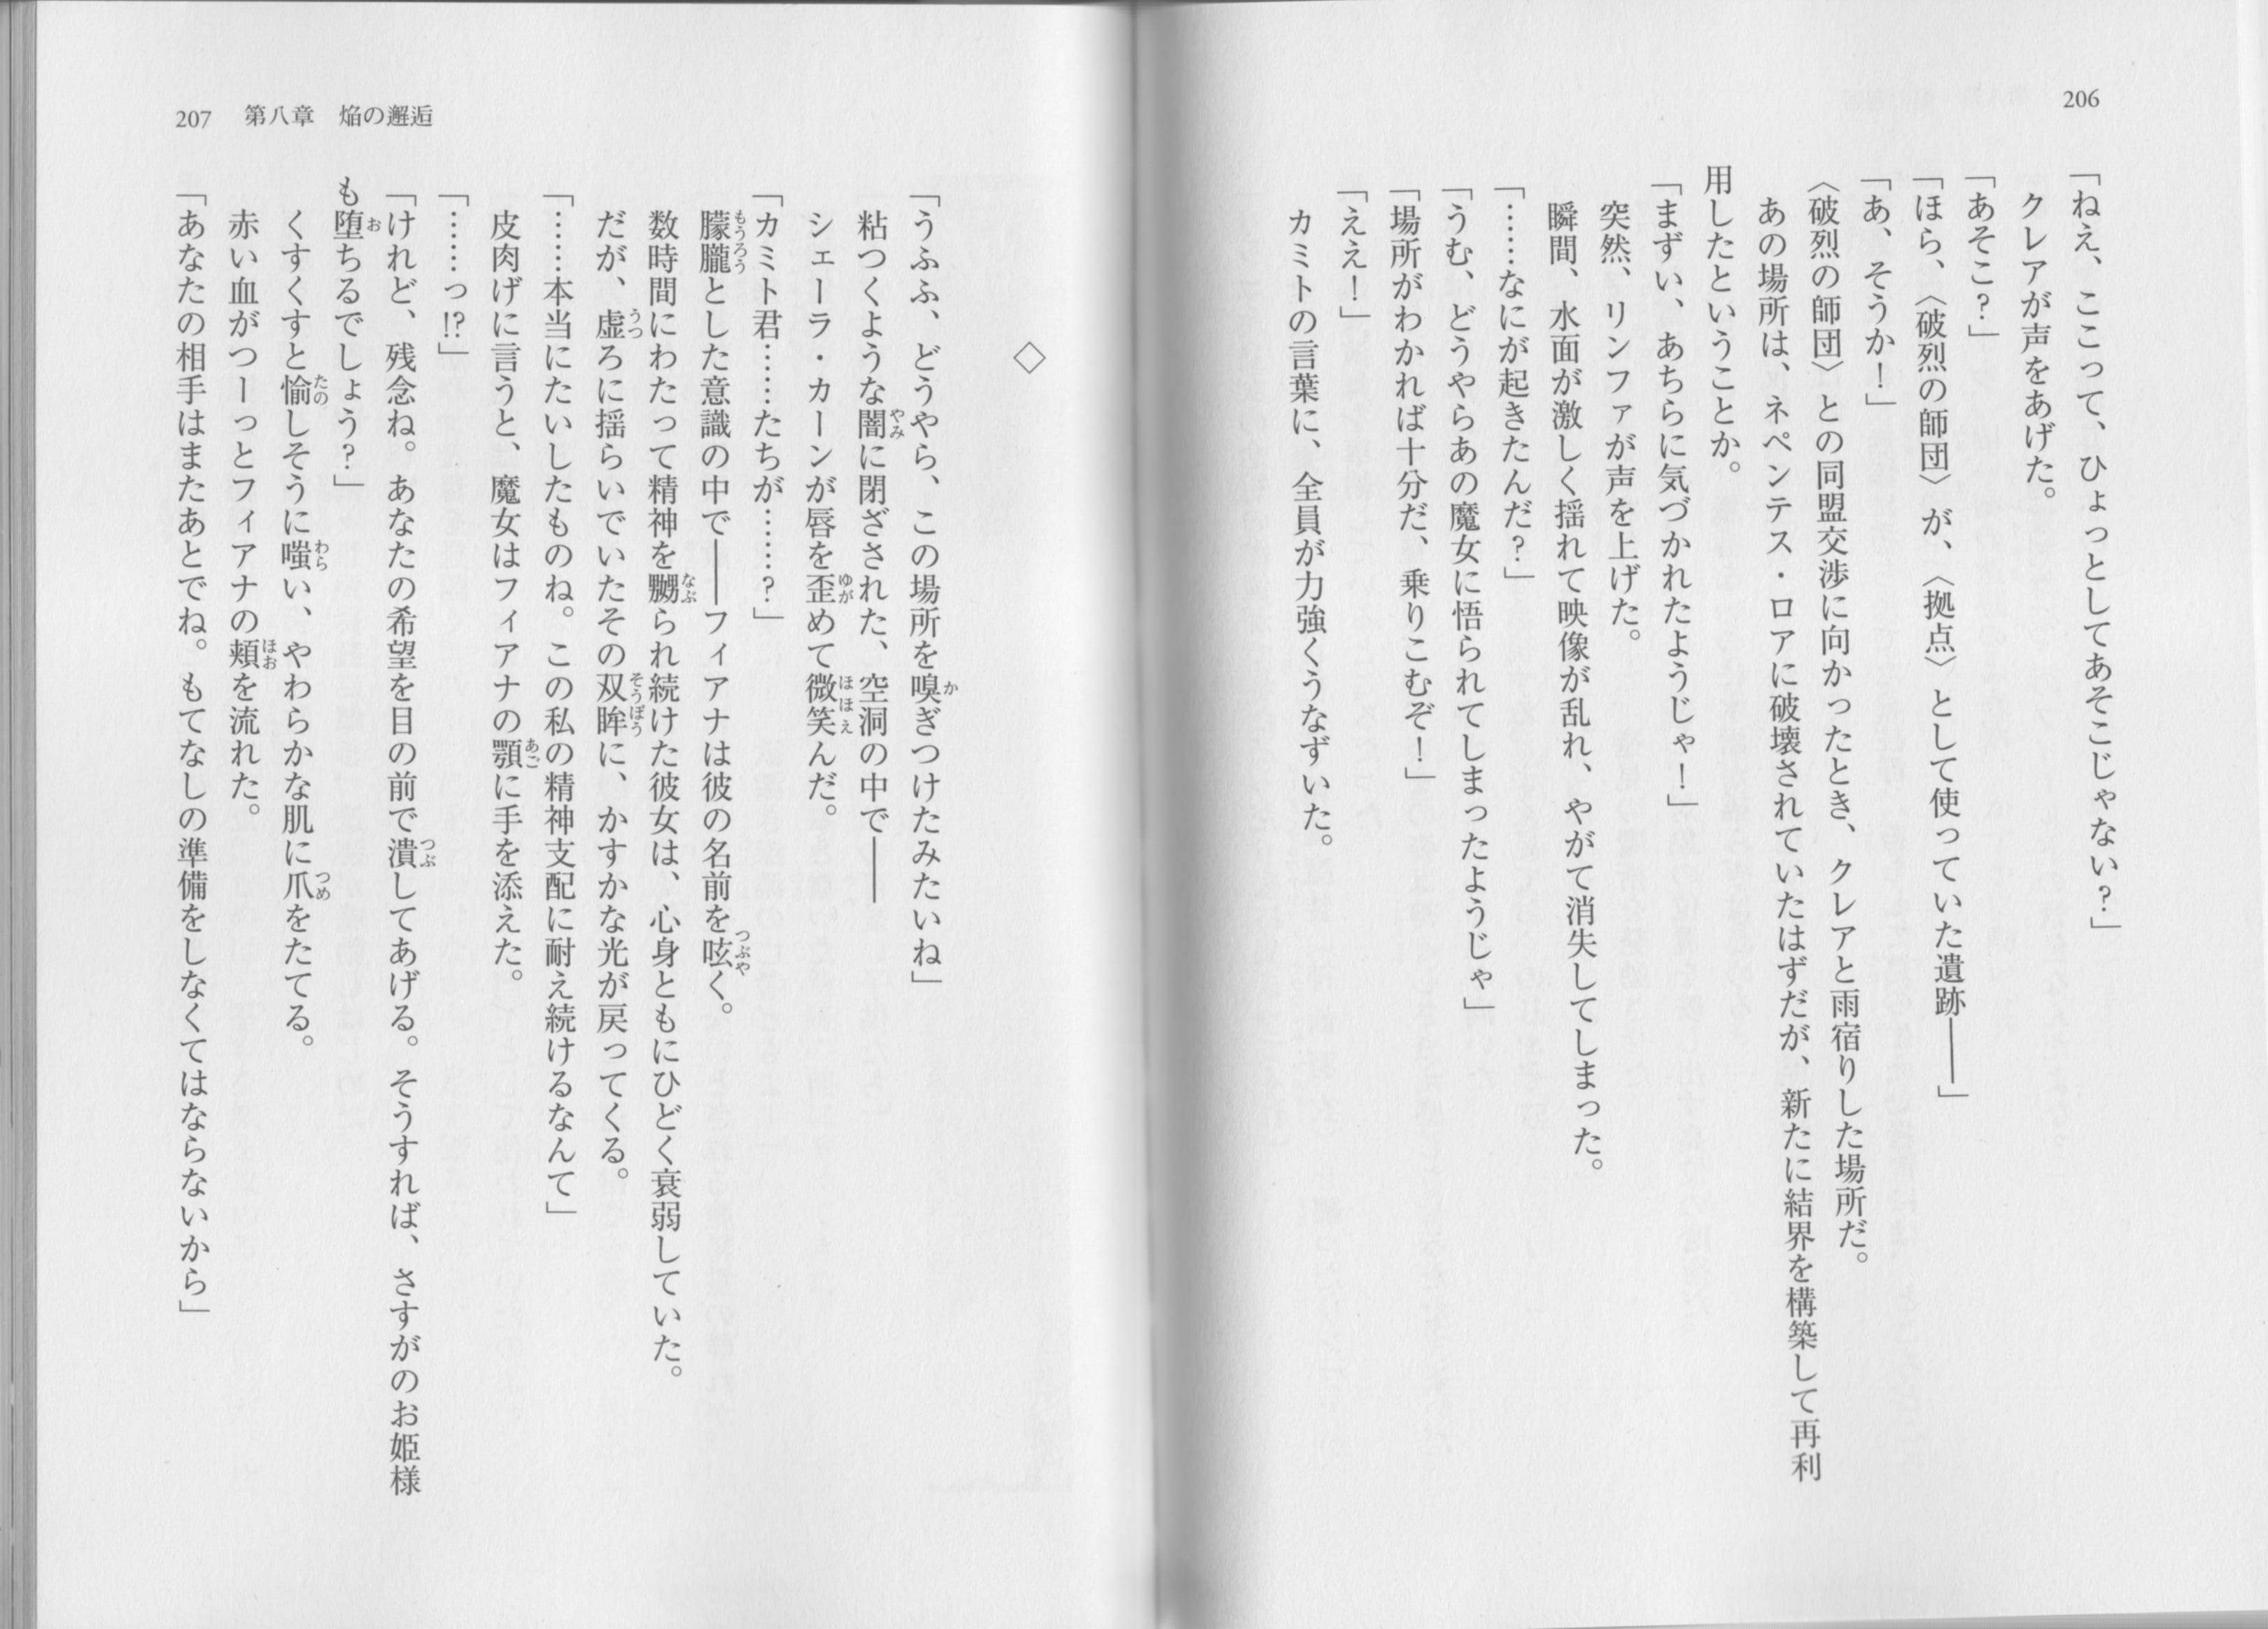 206
「ねえ、ここって、ひょっとしてあそこじゃない?」
クレアが声をあげた。
「あそこ?」
「ほら、〈破烈の師団〉が、〈拠点〉として使っていた遺跡――」
「あ、そうか!」
〈破烈の師団〉との同盟交渉に向かったとき、クレアと雨宿りした場所だ。
あの場所は、ネペンテス・ロアに破壊されていたはずだが、新たに結界を構築して再利
用したということか。
「まずい、あちらに気づかれたようじゃ!」
突然、リンファが声を上げた。
瞬間、水面が激しく揺れて映像が乱れ、やがて消失してしまった。
「……なにが起きたんだ?」
「うむ、どうやらあの魔女に悟られてしまったようじゃ」
「場所がわかれば十分だ、乗りこむぞ!」
「ええ!」
カミトの言葉に、全員が力強くうなずいた。
207 第八章 焔の邂逅
◇
「うふふ、どうやら、この場所を嗅ぎつけたみたいね」
粘つくような闇に閉ざされた、空洞の中で――
シェーラ・カーンが唇を歪めて微笑んだ。
「カミト君……たちが……?」
朦朧とした意識の中で――フィアナは彼の名前を呟く。
数時間にわたって精神を嬲られ続けた彼女は、心身ともにひどく衰弱していた。
だが、虚ろに揺らいでいたその双眸に、かすかな光が戻ってくる。
「……本当にたいしたものね。この私の精神支配に耐え続けるなんて」
皮肉げに言うと、魔女はフィアナの顎に手を添えた。
「……っ!?」
「けれど、残念ね。あなたの希望を目の前で潰してあげる。そうすれば、さすがのお姫様
も堕ちるでしょう?」
くすくすと愉しそうに嗤い、やわらかな肌に爪をたてる。
赤い血がつーっとフィアナの頬を流れた。
「あなたの相手はまたあとでね。もてなしの準備をしなくてはならないから」